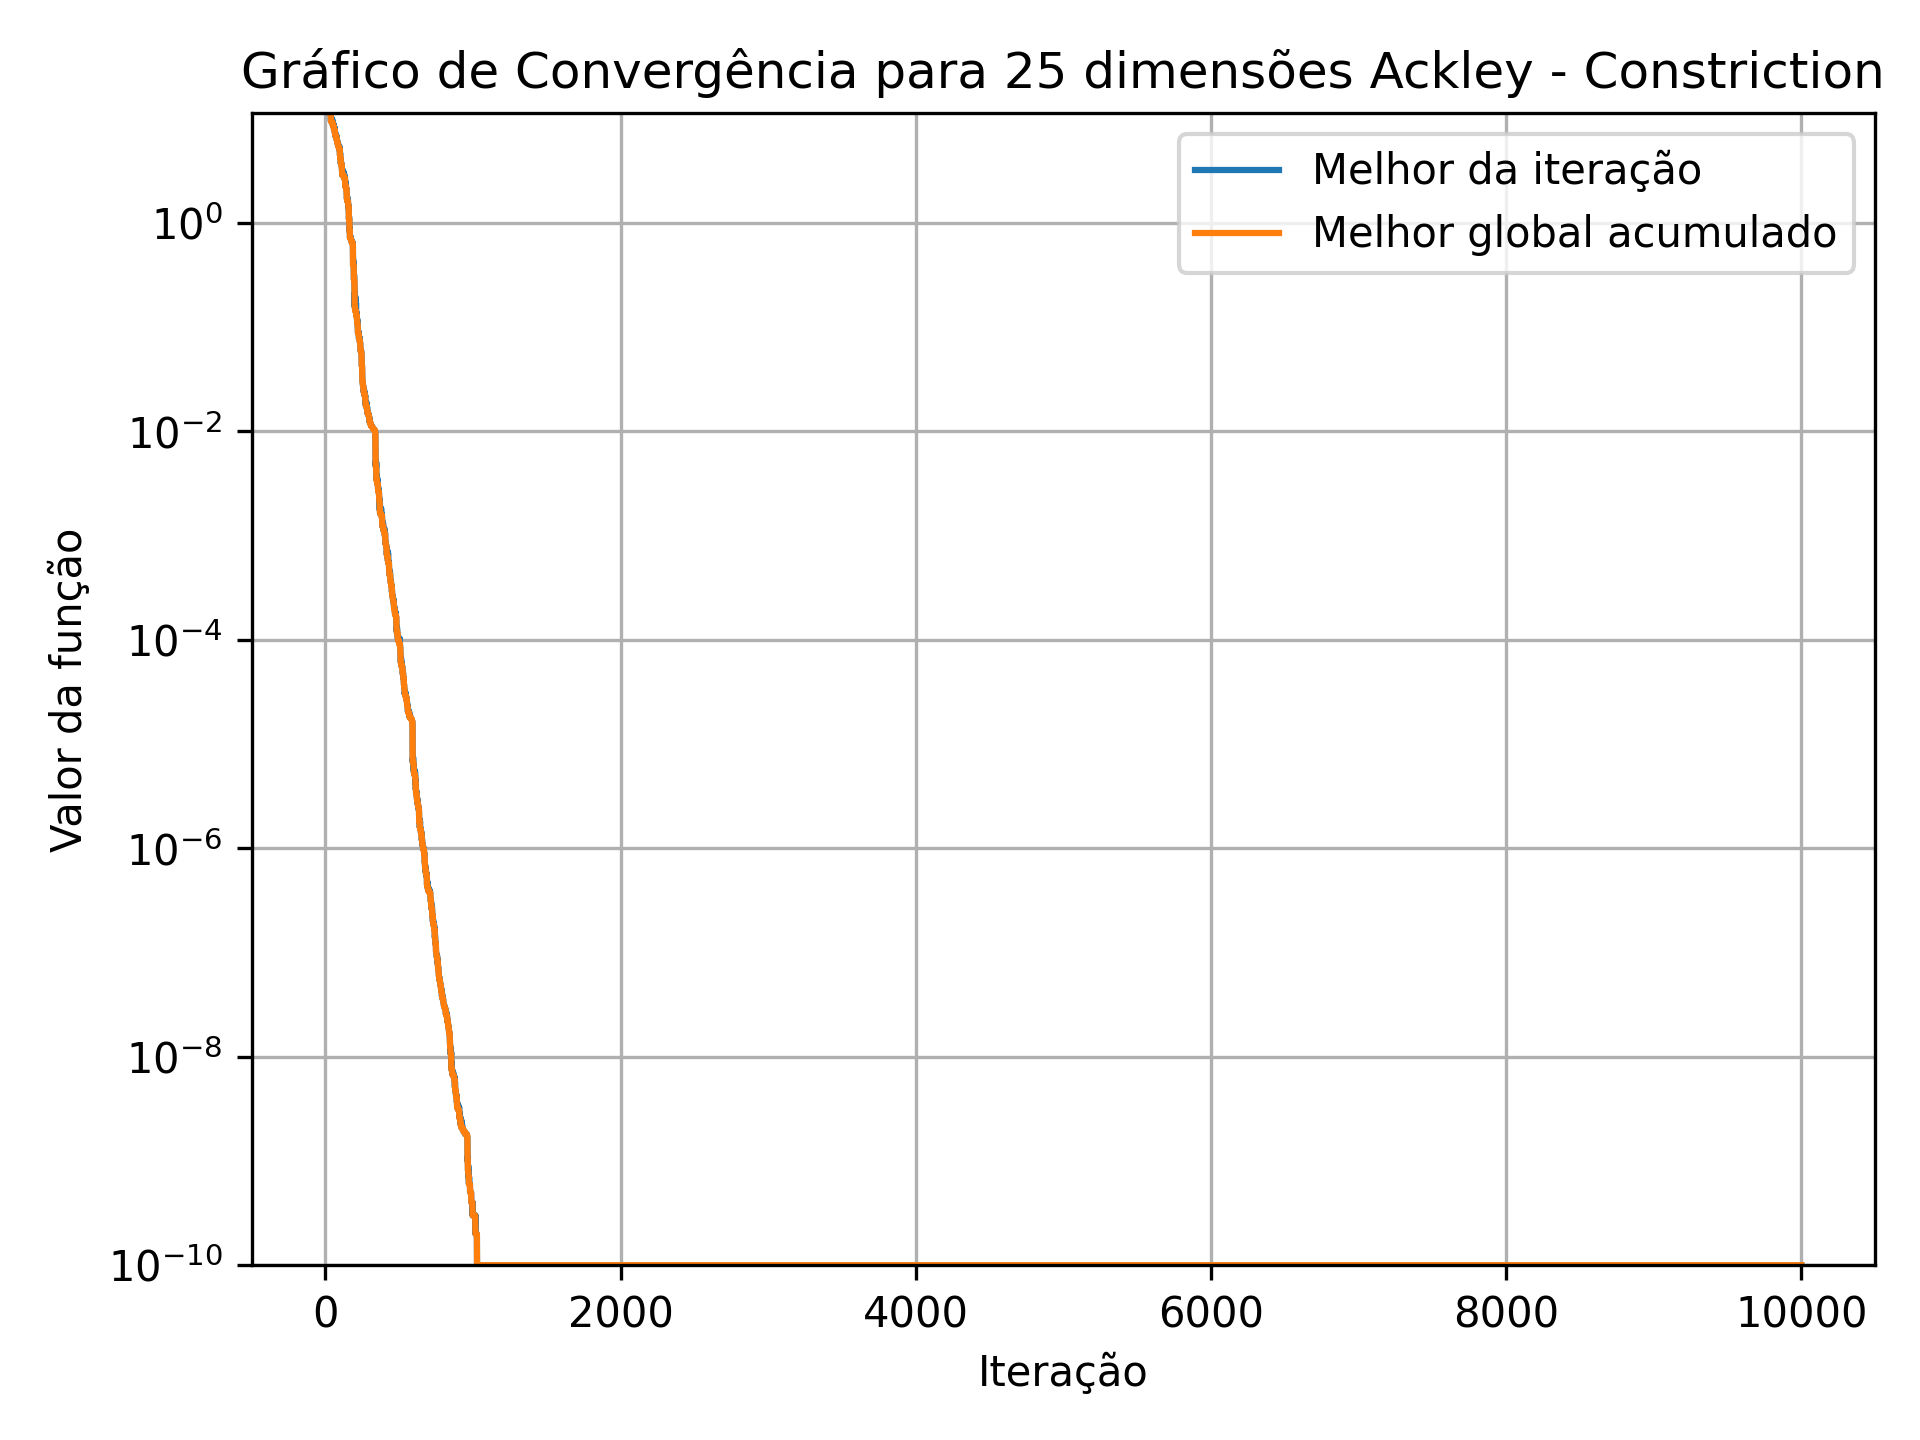 Gráfico de Convergência para 25 dimensões Ackley - Constriction
Melhor da iteração
Melhor global acumulado
Valor da função
10⁰
10⁻²
10⁻⁴
10⁻⁶
10⁻⁸
10⁻¹⁰
0 2000 4000 6000 8000 10000
Iteração